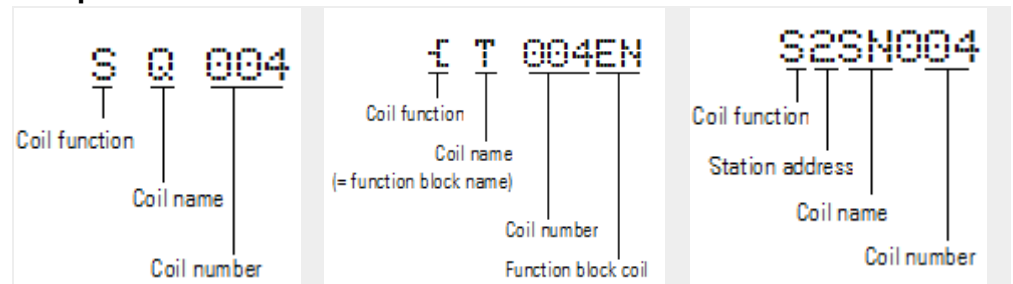 S Q 004
Coil function
Coil name
Coil number
T 004EN
Coil function
Coil name
(= function block name)
Coil number
Function block coil
S2SN004
Coil function
Station address
Coil name
Coil number